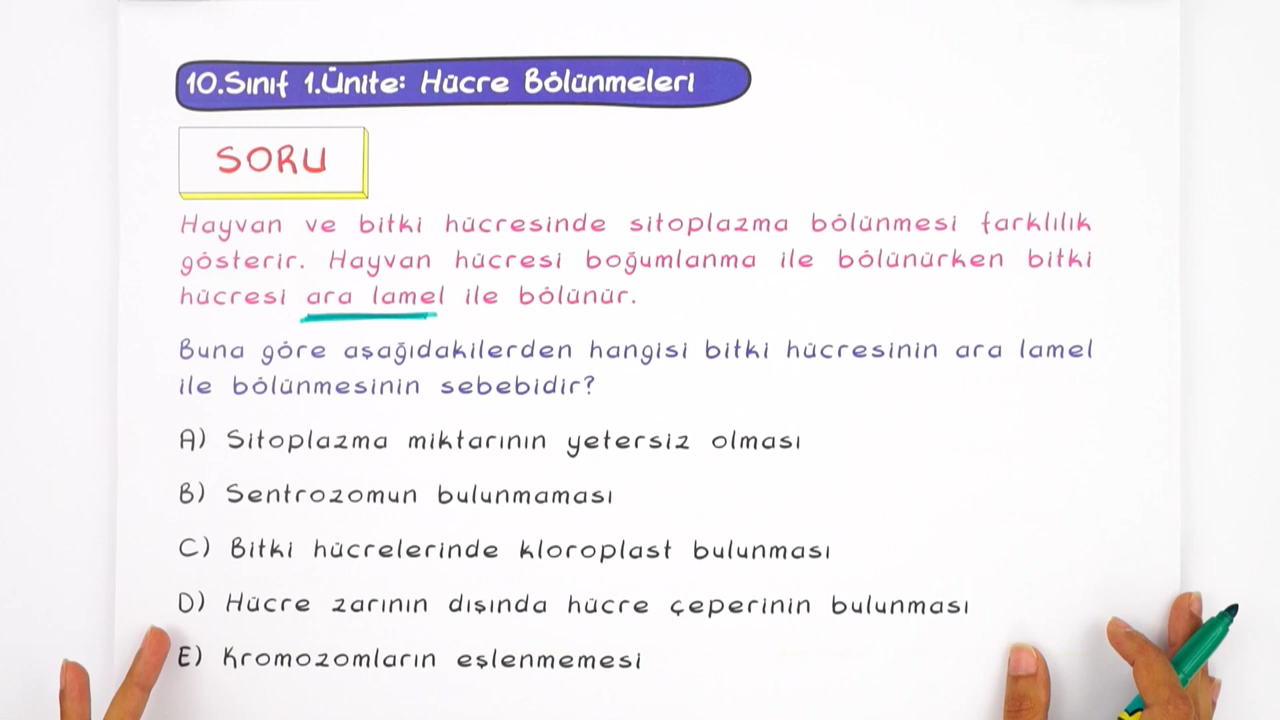 10.Sınıf 1.Ünite: Hücre Bölünmeleri
SORU
Hayvan ve bitki hücresinde sitoplazma bölünmesi farklılık
gösterir. Hayvan hücresi boğumlanma ile bölünürken bitki
hücresi ara lamel ile bölünür.
Buna göre aşağıdakilerden hangisi bitki hücresinin ara lamel
ile bölünmesinin sebebidir?
A) Sitoplazma miktarının yetersiz olması
B) Sentrozomun bulunmaması
C) Bitki hücrelerinde kloroplast bulunması
D) Hücre zarının dışında hücre çeperinin bulunması
E) Kromozomların eşlenmemesi